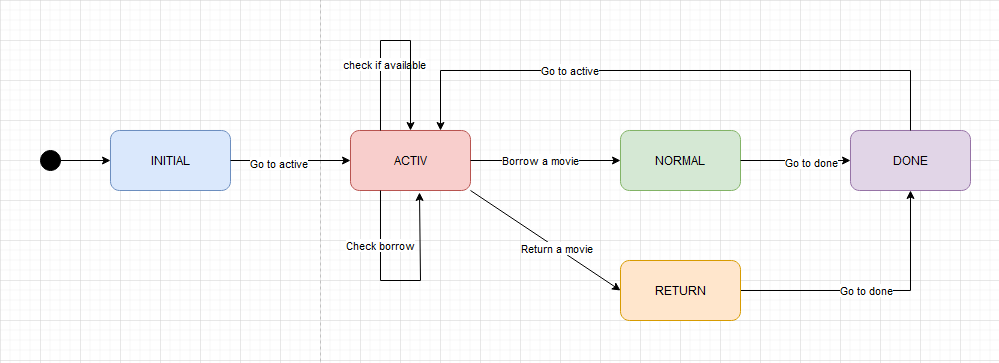 check if available
Go to active
INITIAL
Go to active
ACTIV
Borrow a movie
NORMAL
Go to done
DONE
Check borrow
Return a movie
RETURN
Go to done